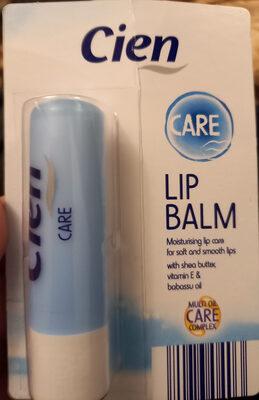 Cien
CARE
LIP
BALM
Moisturising lip care
for soft and smooth lips
with shea butter,
vitamin E &
babassu oil
MULTI OIL
CARE
COMPLEX
Cien
CARE